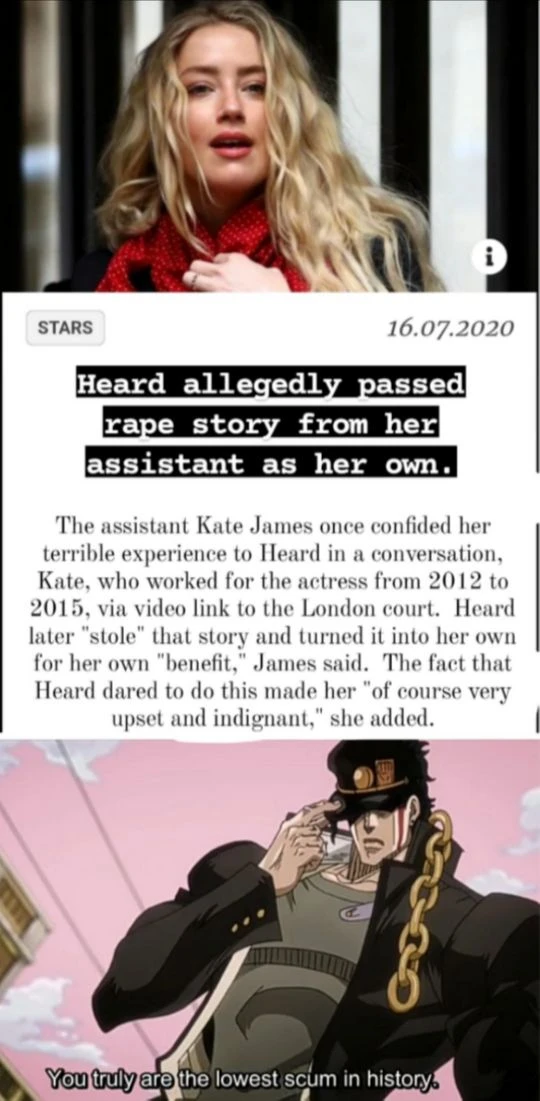 STARS
16.07.2020
Heard allegedly passed
rape story from her
assistant as her own.
The assistant Kate James once confided her
terrible experience to Heard in a conversation,
Kate, who worked for the actress from 2012 to
2015, via video link to the London court. Heard
later "stole" that story and turned it into her own
for her own "benefit," James said. The fact that
Heard dared to do this made her "of course very
upset and indignant," she added.
You truly are the lowest scum in history.